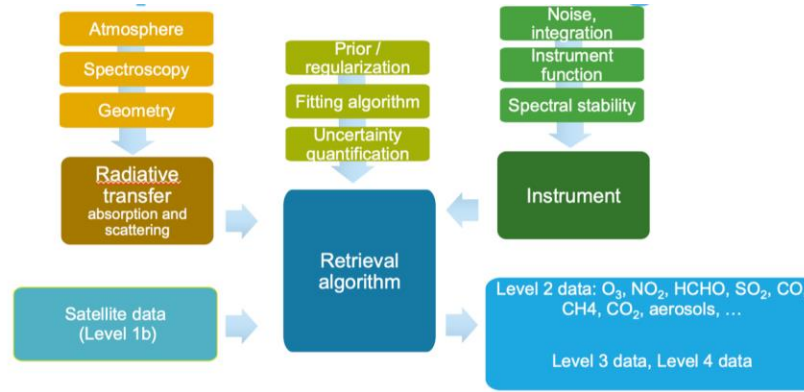 Atmosphere
Spectroscopy
Geometry
Radiative
transfer
absorption and
scattering
Prior /
regularization
Fitting algorithm
Uncertainty
quantification
Noise,
integration
Instrument
function
Spectral stability
Instrument
Retrieval
algorithm
Satellite data
(Level 1b)
Level 2 data: O₃, NO₂, HCHO, SO₂, CO
CH4, CO₂, aerosols, …
Level 3 data, Level 4 data